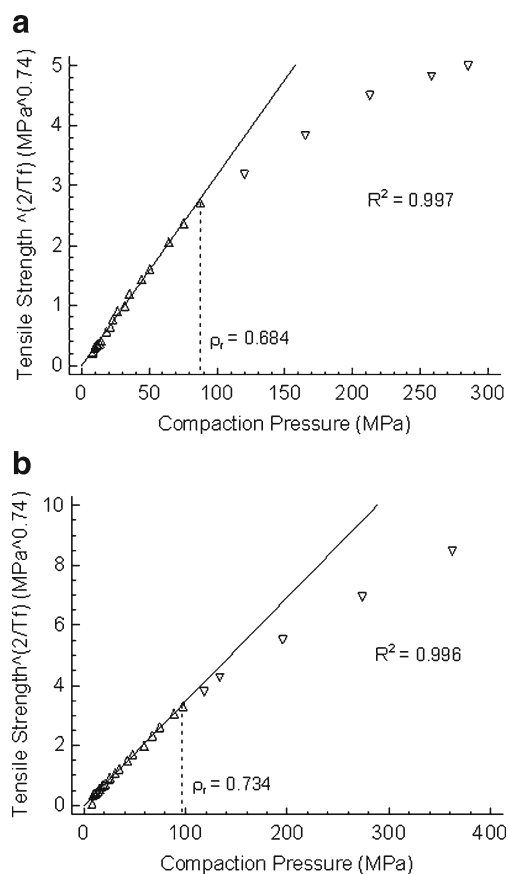 a
Tensile Strength ^(2/Tf) (MPa^0.74)
5
4
3
2
1
0
R² = 0.997
ρᵣ = 0.684
0 50 100 150 200 250 300
Compaction Pressure (MPa)
b
Tensile Strength^(2/Tf) (MPa^0.74)
10
8
6
4
2
0
R² = 0.996
ρᵣ = 0.734
0 100 200 300 400
Compaction Pressure (MPa)